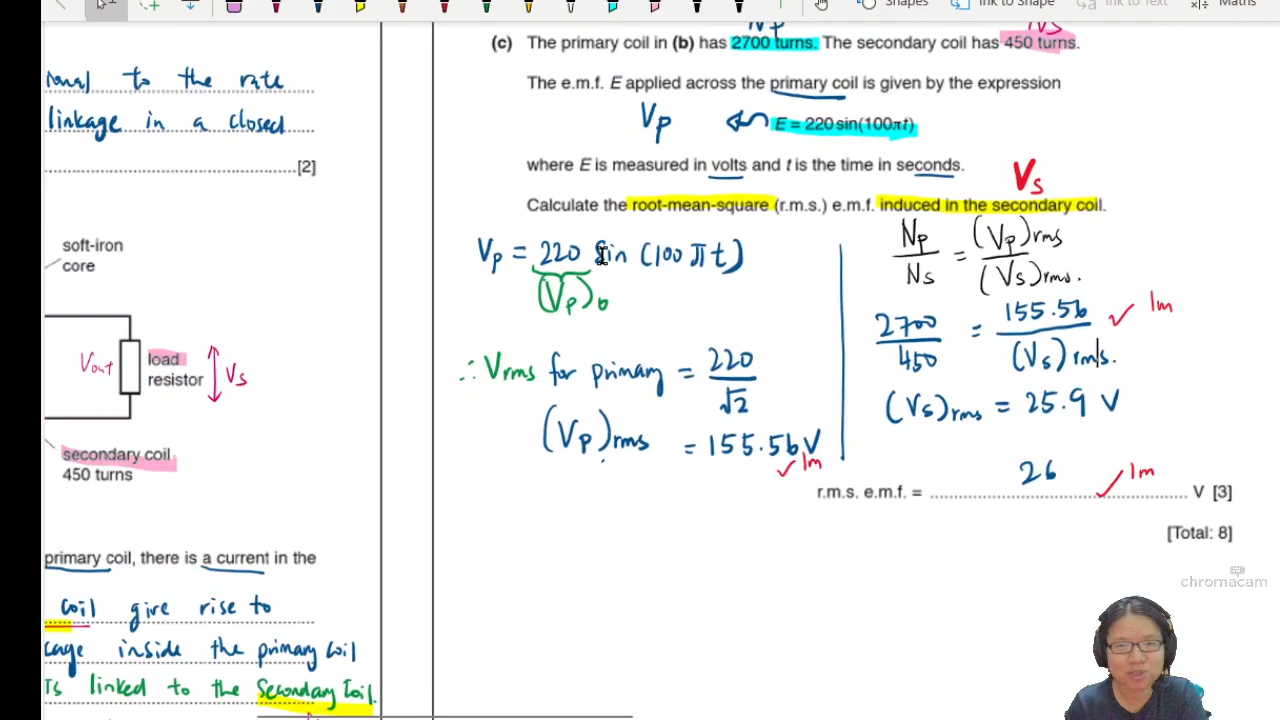 Shapes
Ink to Shape
Ink to Text
Maths
ional to the rate
linkage in a closed
[2]
soft-iron
core
Vout
load
resistor
Vs
secondary coil
450 turns
primary coil, there is a current in the
coil give rise to
inside the primary coil
linked to the Secondary Coil.
Np
Ns
(c) The primary coil in (b) has 2700 turns. The secondary coil has 450 turns.
The e.m.f. E applied across the primary coil is given by the expression
Vp
E = 220 sin(100πt)
where E is measured in volts and t is the time in seconds.
Vs
Calculate the root-mean-square (r.m.s.) e.m.f. induced in the secondary coil.
Vp = 220 sin (100πt)
(Vp)o
∴ Vrms for primary = 220/√2
(Vp)rms = 155.56V
1m
Np/Ns = (Vp)rms/(Vs)rms.
2700/450 = 155.56/(Vs)rms.
1m
(Vs)rms = 25.9 V
26
1m
r.m.s. e.m.f. = V [3]
[Total: 8]
chromacam